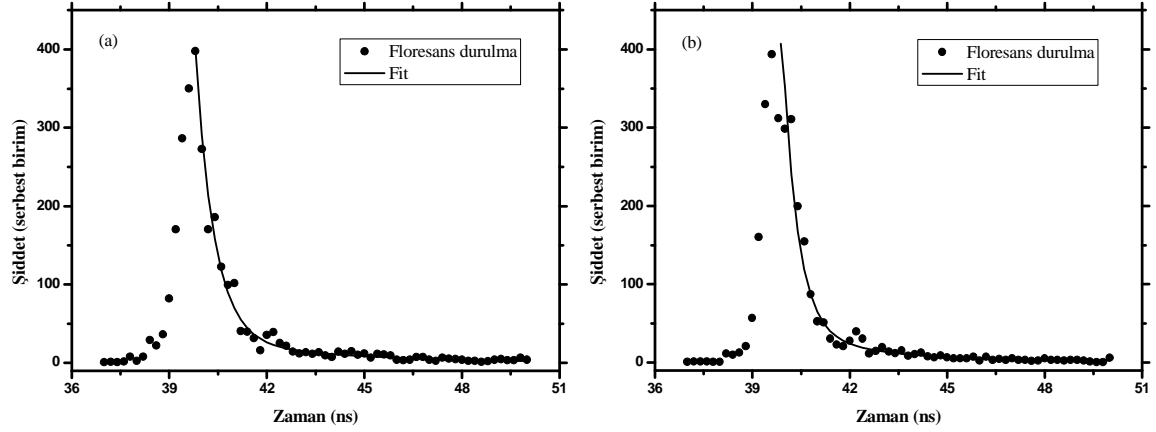 (a)
Floresans durulma
Fit
Şiddet (serbest birim)
400
300
200
100
0
36
39
42
45
48
51
Zaman (ns)
(b)
Floresans durulma
Fit
Şiddet (serbest birim)
400
300
200
100
0
36
39
42
45
48
51
Zaman (ns)